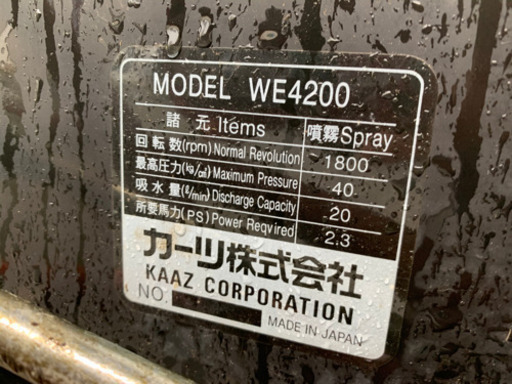 MODEL WE4200
諸元 Items 噴霧 Spray
回転数(rpm) Normal Revolution 1800
最高圧力(kg/c㎡) Maximum Pressure 40
吸水量(ℓ/min) Discharge Capacity 20
所要馬力(PS) Power Reqvired 2.3
カーツ株式会社
KAAZ CORPORATION
NO.
MADE IN JAPAN